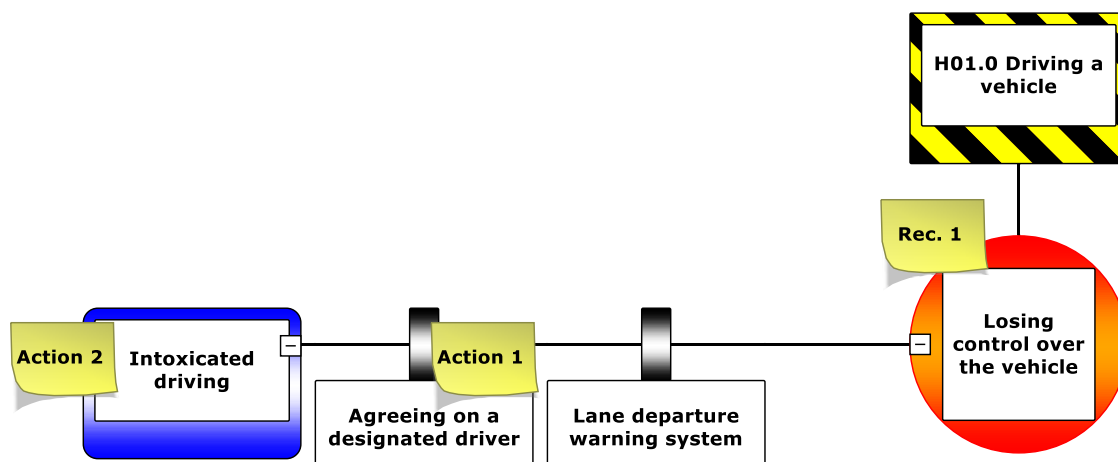 H01.0 Driving a
vehicle
Rec. 1
Action 2
Intoxicated
driving
Action 1
Agreeing on a
designated driver
Lane departure
warning system
Losing
control over
the vehicle